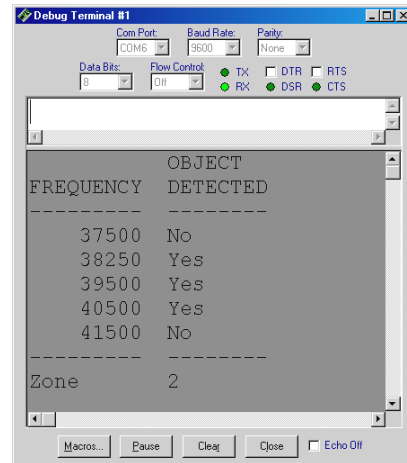 Debug Terminal #1
Com Port: Baud Rate: Parity:
COM6 9600 None
Data Bits: Flow Control:
8 Off
TX DTR RTS
RX DSR CTS
OBJECT
FREQUENCY DETECTED
--------- --------
37500 No
38250 Yes
39500 Yes
40500 Yes
41500 No
--------- --------
Zone 2
Macros... Pause Clear Close Echo Off